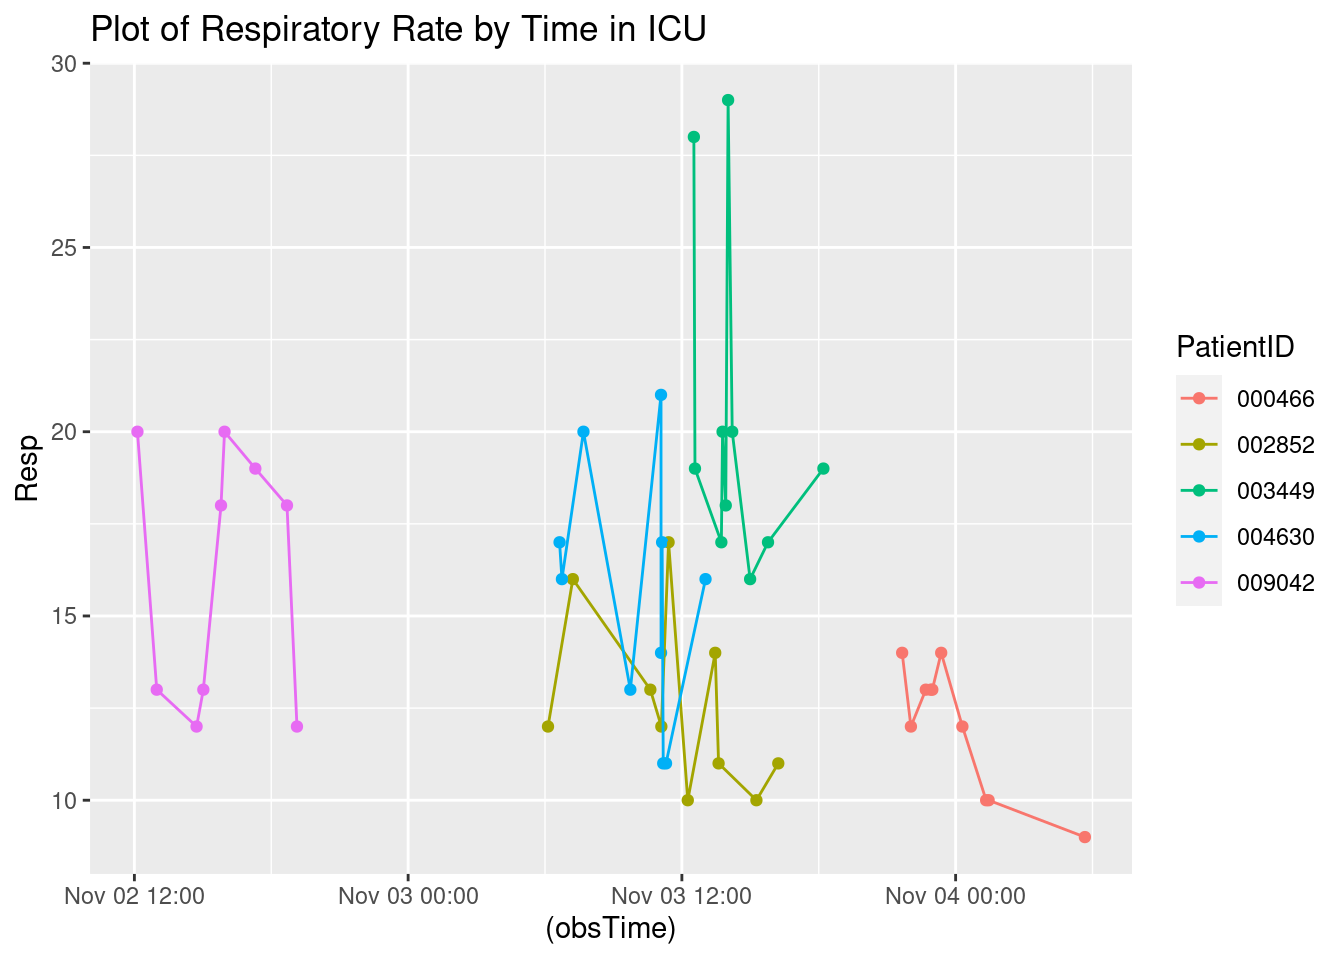 Plot of Respiratory Rate by Time in ICU
30
25
20
15
10
Resp
Nov 02 12:00
Nov 03 00:00
Nov 03 12:00
Nov 04 00:00
(obsTime)
PatientID
000466
002852
003449
004630
009042